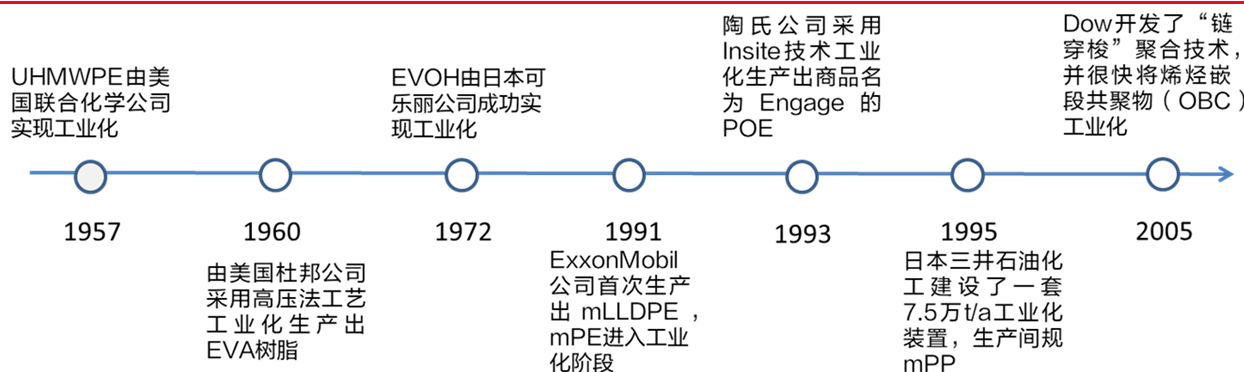 UHMWPE由美
国联合化学公司
实现工业化
1957
1960
由美国杜邦公司
采用高压法工艺
工业化生产出
EVA树脂
EVOH由日本可
乐丽公司成功实
现工业化
1972
1991
ExxonMobil
公司首次生产
出 mLLDPE，
mPE进入工业
化阶段
陶氏公司采用
Insite技术工业
化生产出商品名
为 Engage 的
POE
1993
1995
日本三井石油化
工建设了一套
7.5万t/a工业化
装置，生产间规
mPP
Dow开发了“链
穿梭”聚合技术，
并很快将烯烃嵌
段共聚物（OBC）
工业化
2005